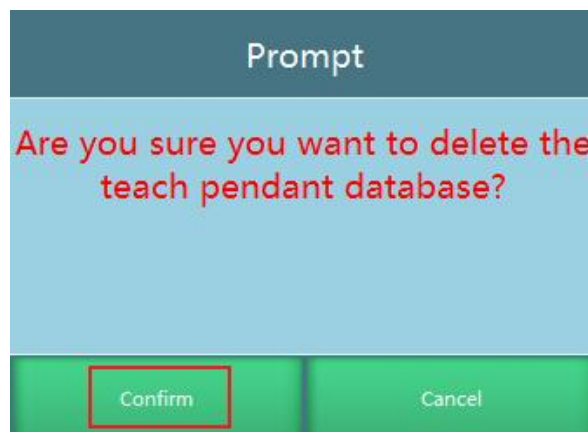 Prompt
Are you sure you want to delete the
teach pendant database?
Confirm
Cancel